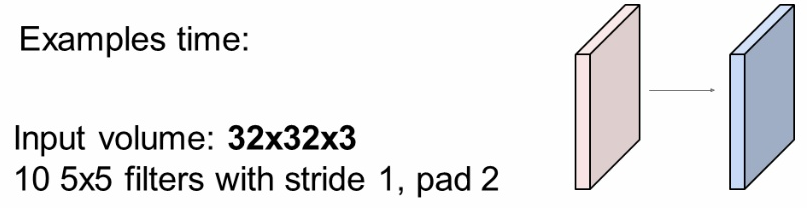 Examples time:
Input volume: 32x32x3
10 5x5 filters with stride 1, pad 2